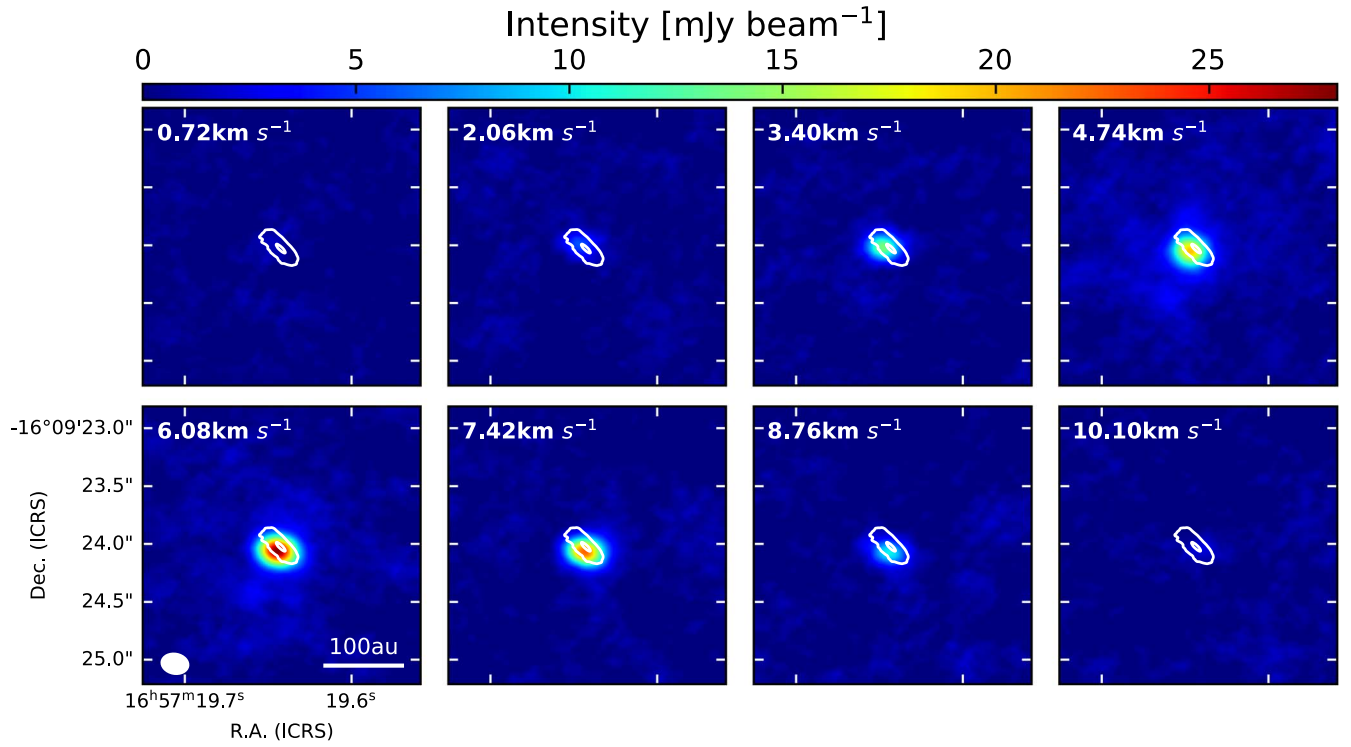 Intensity [mJy beam⁻¹]
0 5 10 15 20 25
0.72km s⁻¹ 2.06km s⁻¹ 3.40km s⁻¹ 4.74km s⁻¹
6.08km s⁻¹ 7.42km s⁻¹ 8.76km s⁻¹ 10.10km s⁻¹
-16°09'23.0"
23.5"
24.0"
24.5"
25.0"
Dec. (ICRS)
100au
16ʰ57ᵐ19.7ˢ 19.6ˢ
R.A. (ICRS)